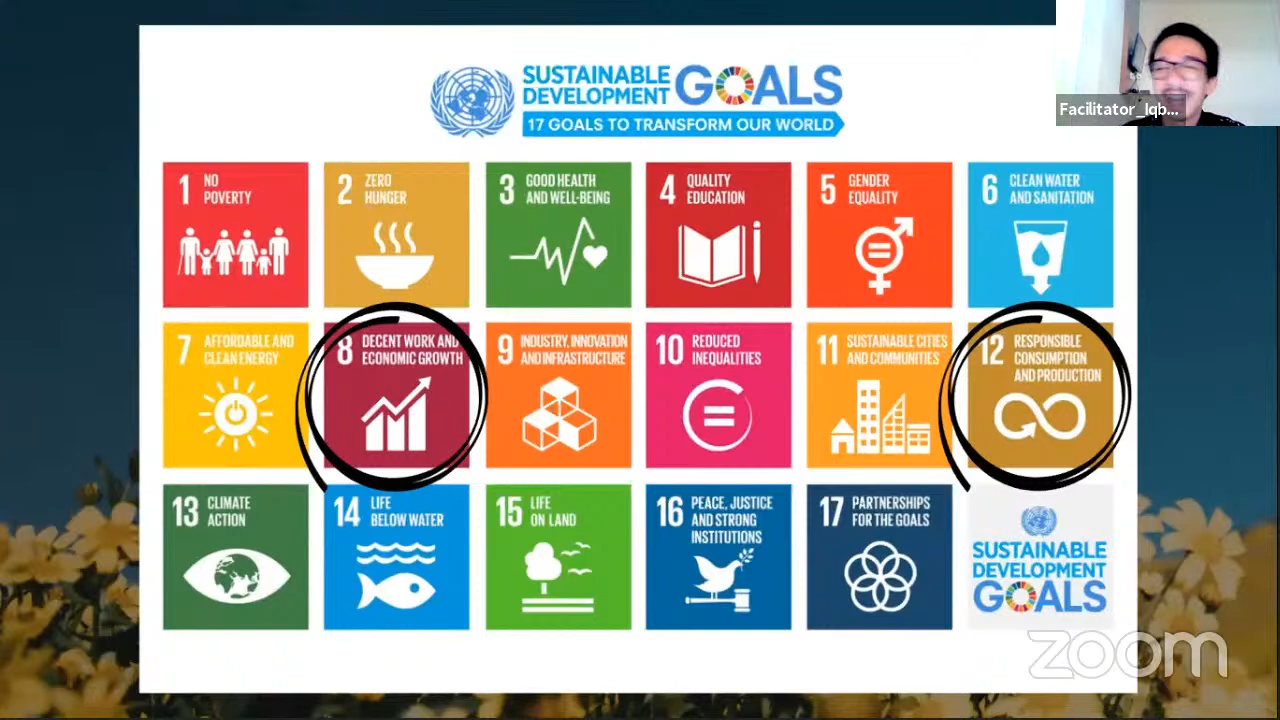 Facilitator_Iqb...
SUSTAINABLE
DEVELOPMENT
GOALS
17 GOALS TO TRANSFORM OUR WORLD
1 NO
POVERTY
2 ZERO
HUNGER
3 GOOD HEALTH
AND WELL-BEING
4 QUALITY
EDUCATION
5 GENDER
EQUALITY
6 CLEAN WATER
AND SANITATION
7 AFFORDABLE AND
CLEAN ENERGY
8 DECENT WORK AND
ECONOMIC GROWTH
9 INDUSTRY, INNOVATION
AND INFRASTRUCTURE
10 REDUCED
INEQUALITIES
11 SUSTAINABLE CITIES
AND COMMUNITIES
12 RESPONSIBLE
CONSUMPTION
AND PRODUCTION
13 CLIMATE
ACTION
14 LIFE
BELOW WATER
15 LIFE
ON LAND
16 PEACE, JUSTICE
AND STRONG
INSTITUTIONS
17 PARTNERSHIPS
FOR THE GOALS
SUSTAINABLE
DEVELOPMENT
GOALS
zoom